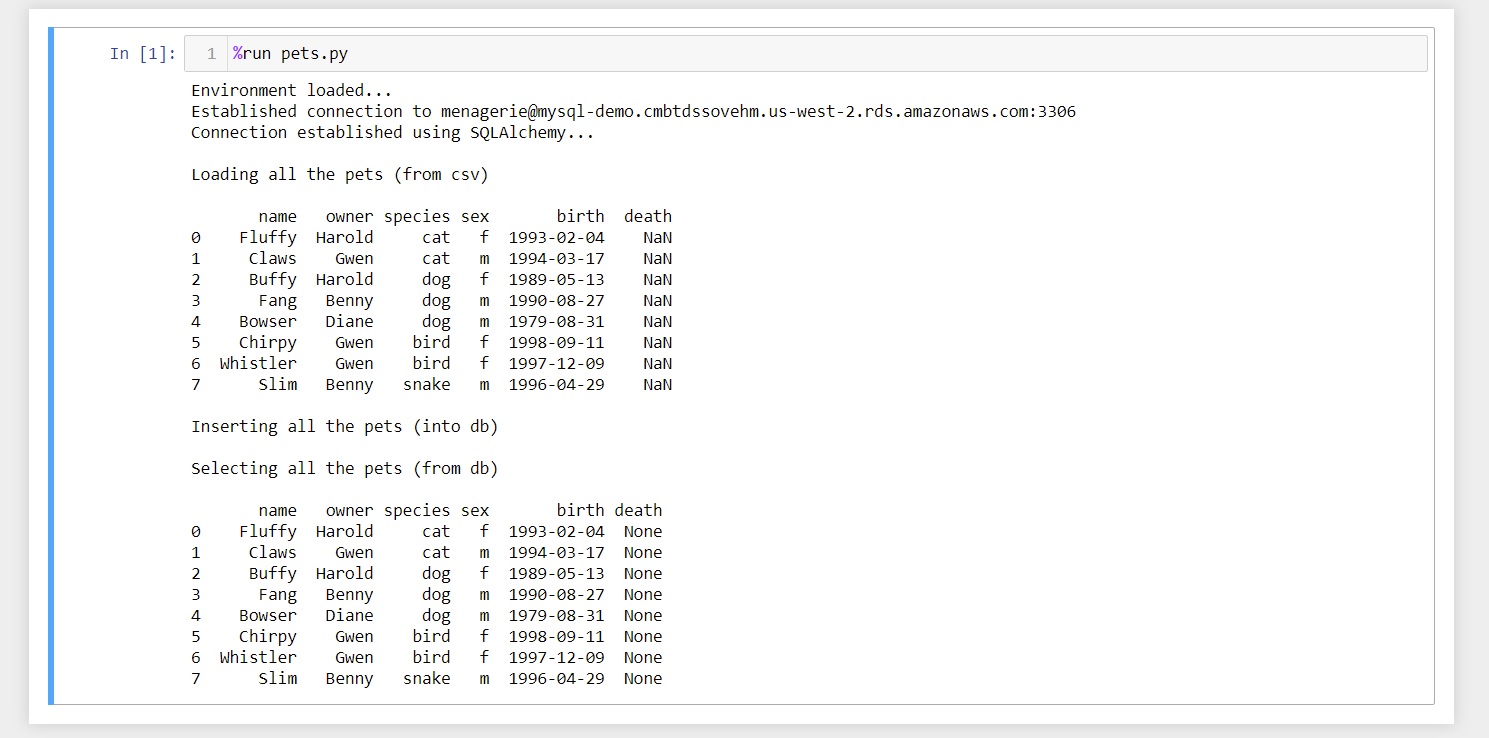 In [1]: 1 %run pets.py
Environment loaded...
Established connection to menagerie@mysql-demo.cmbtdssovehm.us-west-2.rds.amazonaws.com:3306
Connection established using SQLAlchemy...
Loading all the pets (from csv)
name owner species sex birth death
0 Fluffy Harold cat f 1993-02-04 NaN
1 Claws Gwen cat m 1994-03-17 NaN
2 Buffy Harold dog f 1989-05-13 NaN
3 Fang Benny dog m 1990-08-27 NaN
4 Bowser Diane dog m 1979-08-31 NaN
5 Chirpy Gwen bird f 1998-09-11 NaN
6 Whistler Gwen bird f 1997-12-09 NaN
7 Slim Benny snake m 1996-04-29 NaN
Inserting all the pets (into db)
Selecting all the pets (from db)
name owner species sex birth death
0 Fluffy Harold cat f 1993-02-04 None
1 Claws Gwen cat m 1994-03-17 None
2 Buffy Harold dog f 1989-05-13 None
3 Fang Benny dog m 1990-08-27 None
4 Bowser Diane dog m 1979-08-31 None
5 Chirpy Gwen bird f 1998-09-11 None
6 Whistler Gwen bird f 1997-12-09 None
7 Slim Benny snake m 1996-04-29 None